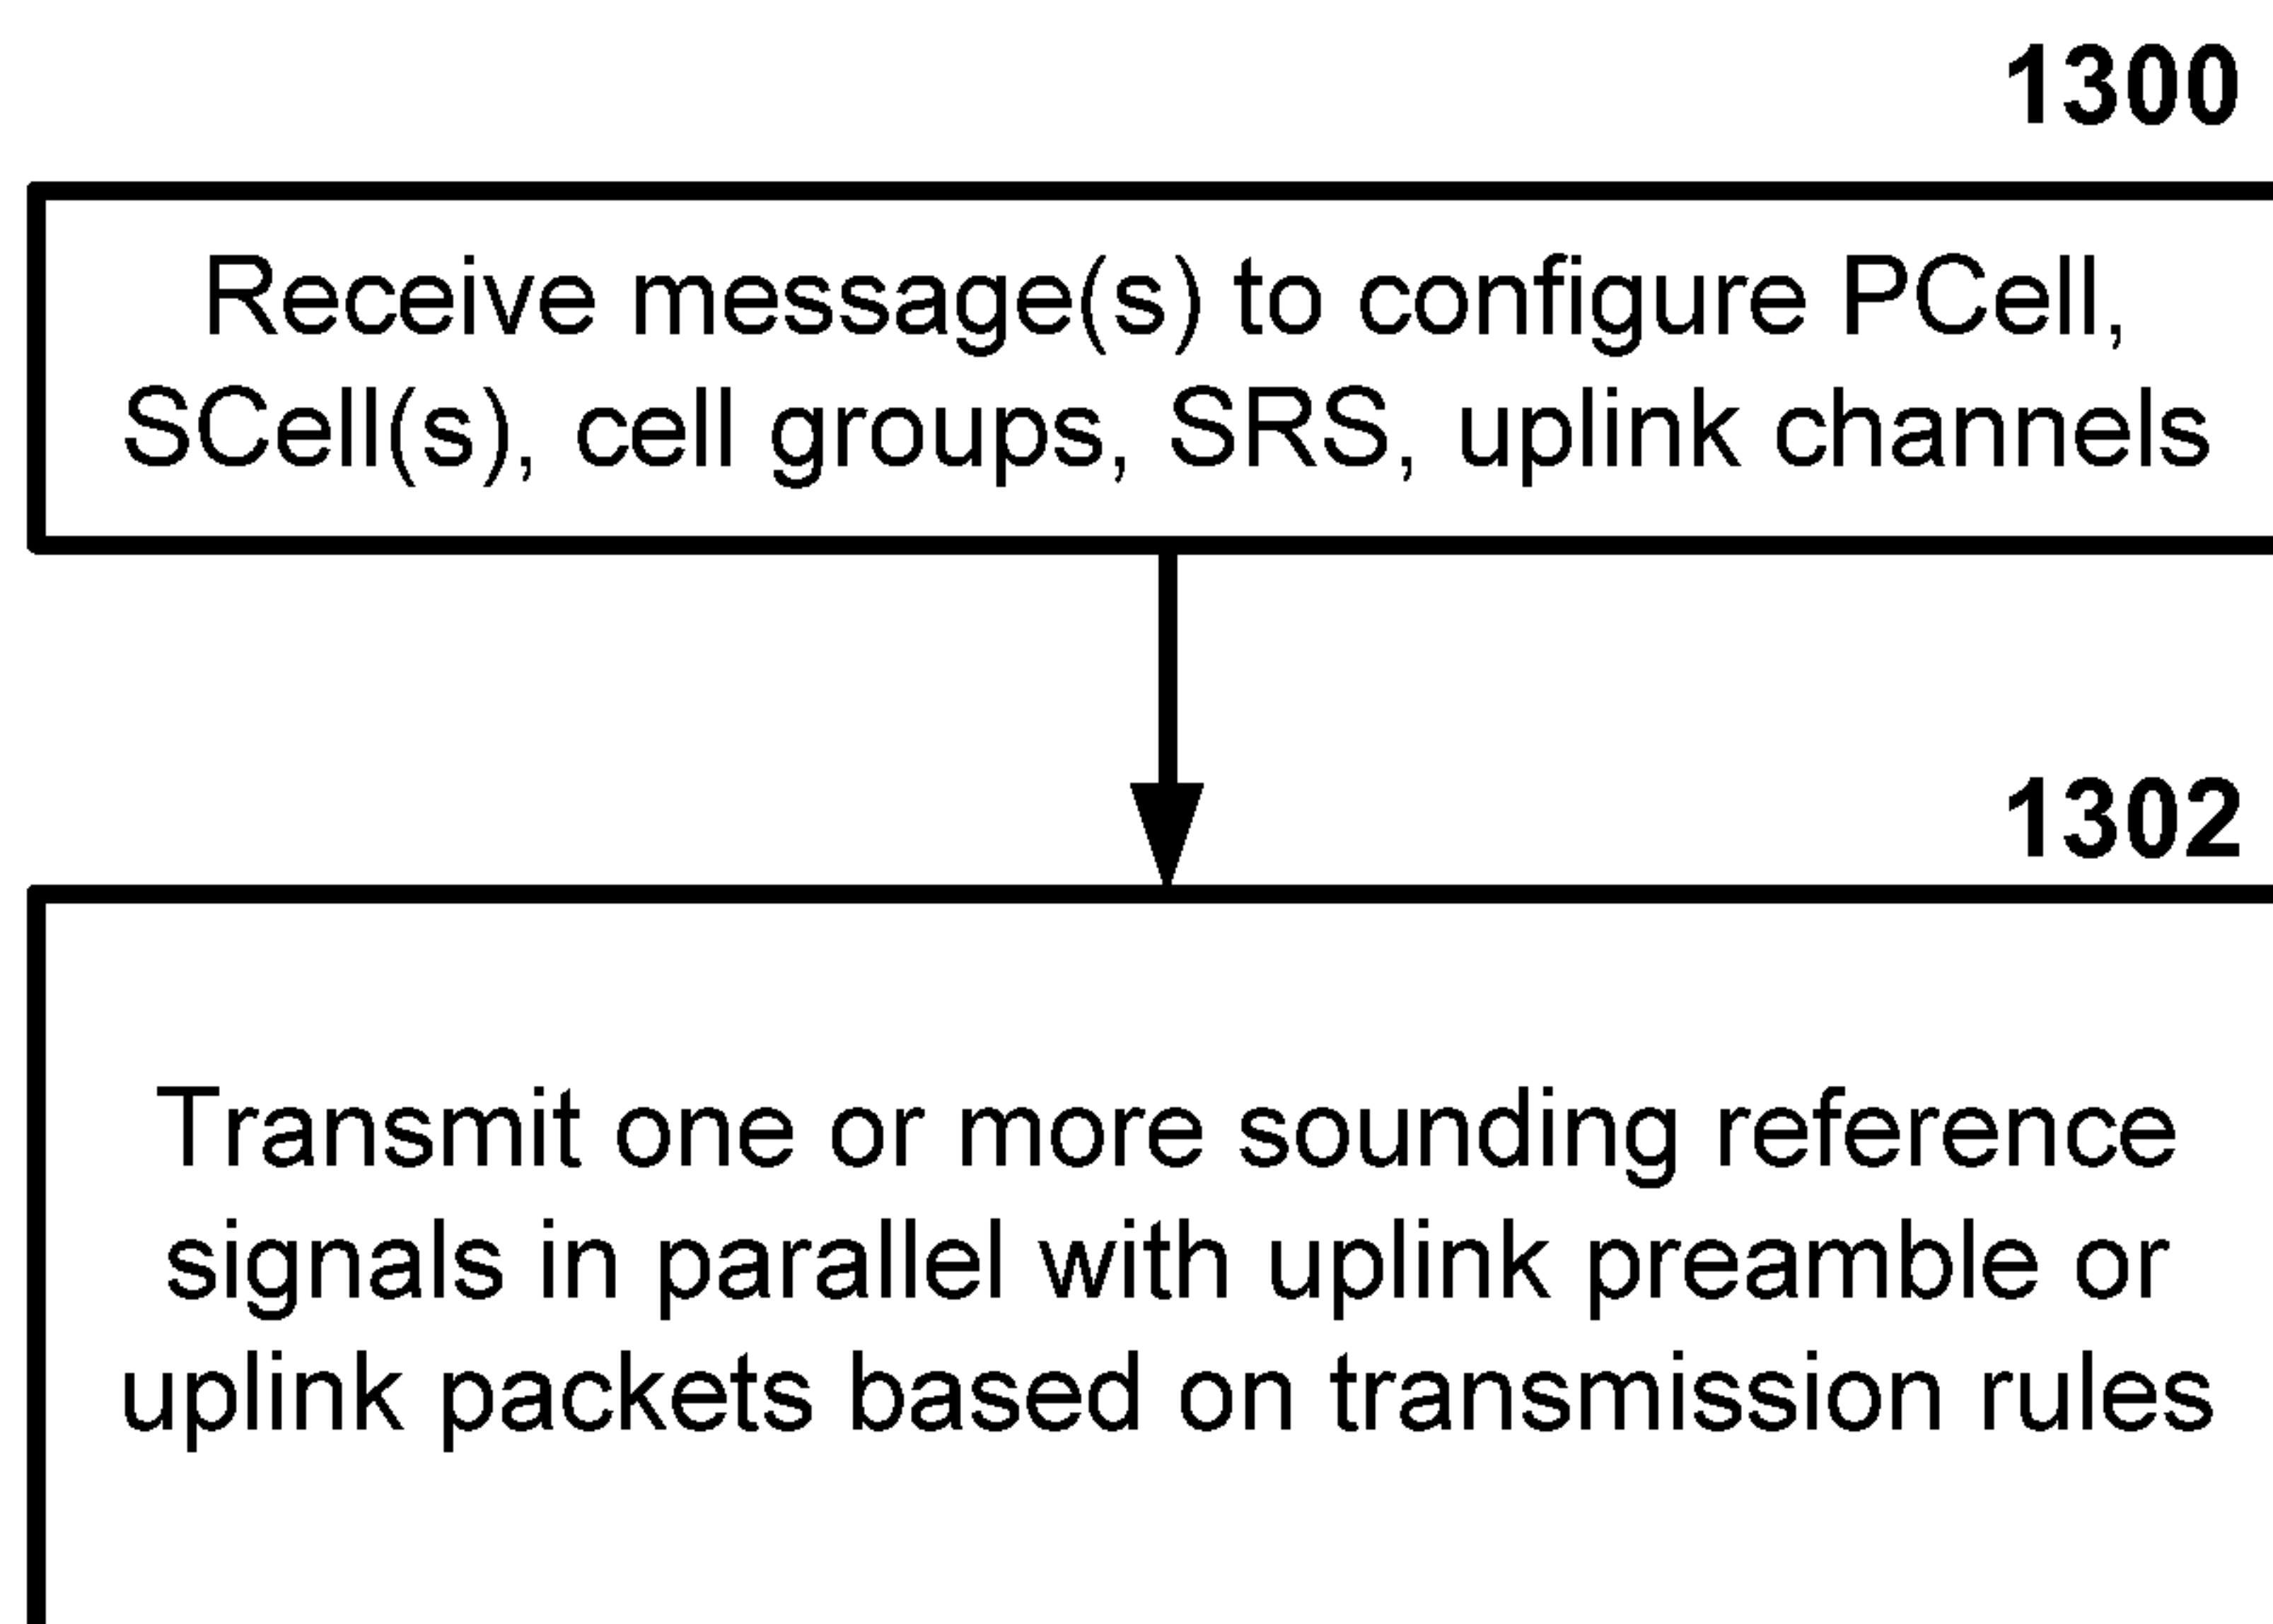 1300
Receive message(s) to configure PCell,
SCell(s), cell groups, SRS, uplink channels
1302
Transmit one or more sounding reference
signals in parallel with uplink preamble or
uplink packets based on transmission rules